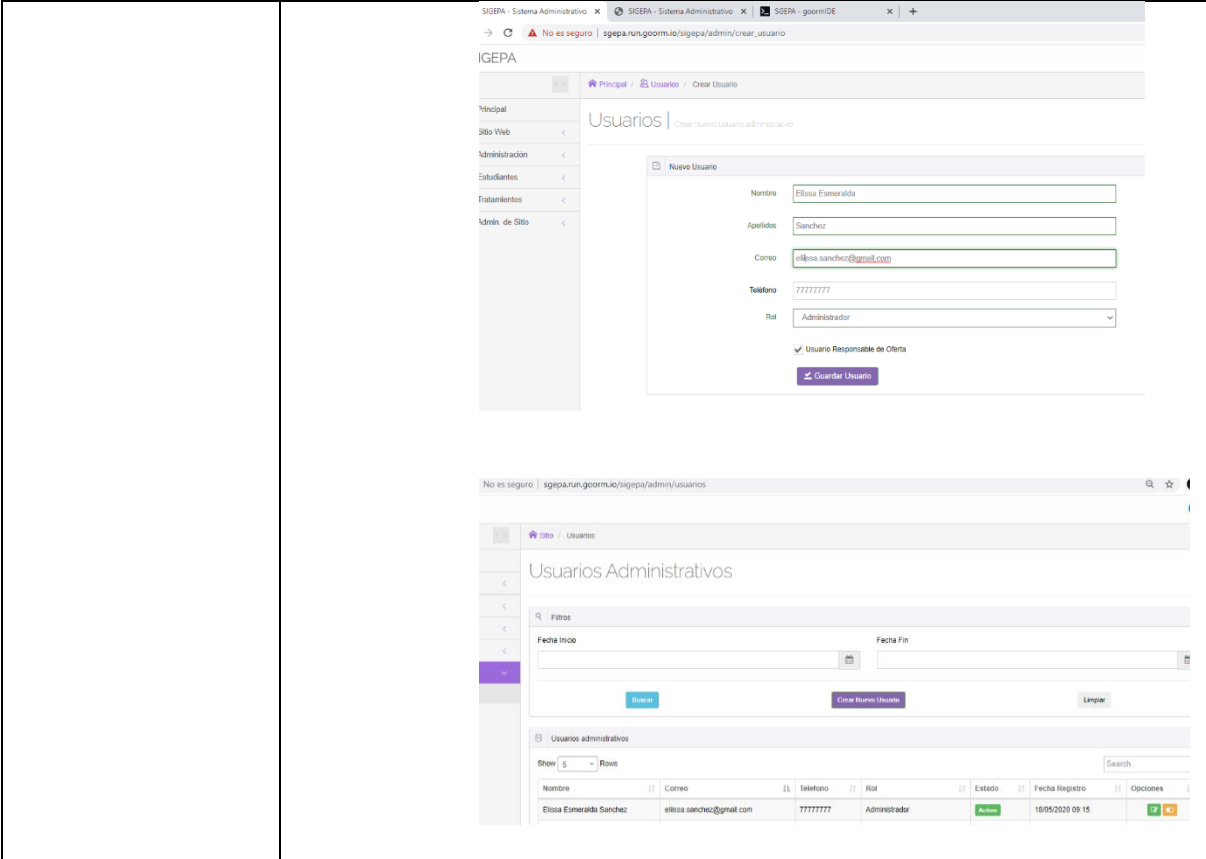 SIGEPA - Sistema Administrativo SIGEPA - Sistema Administrativo SGEPA - goormIDE
No es seguro | sgepa.run.goorm.io/sigepa/admin/crear_usuario
IGEPA
Principal / Usuarios / Crear Usuario
Principal
Sitio Web
Administración
Estudiantes
Tratamientos
Admin. de Sitio
Usuarios | Crear nuevo usuario administrativo
Nuevo Usuario
Nombre Elissa Esmeralda
Apellidos Sanchez
Correo elissa.sanchez@gmail.com
Teléfono 77777777
Rol Administrador
Usuario Responsable de Oferta
Guardar Usuario
No es seguro | sgepa.run.goorm.io/sigepa/admin/usuarios
Sitio / Usuarios
Usuarios Administrativos
Filtros
Fecha Inicio Fecha Fin
Buscar Crear Nuevo Usuario Limpiar
Usuarios administrativos
Show 5 Rows Search
Nombre Correo Telefono Rol Estado Fecha Registro Opciones
Elissa Esmeralda Sanchez elissa.sanchez@gmail.com 77777777 Administrador Activo 18/05/2020 09:15